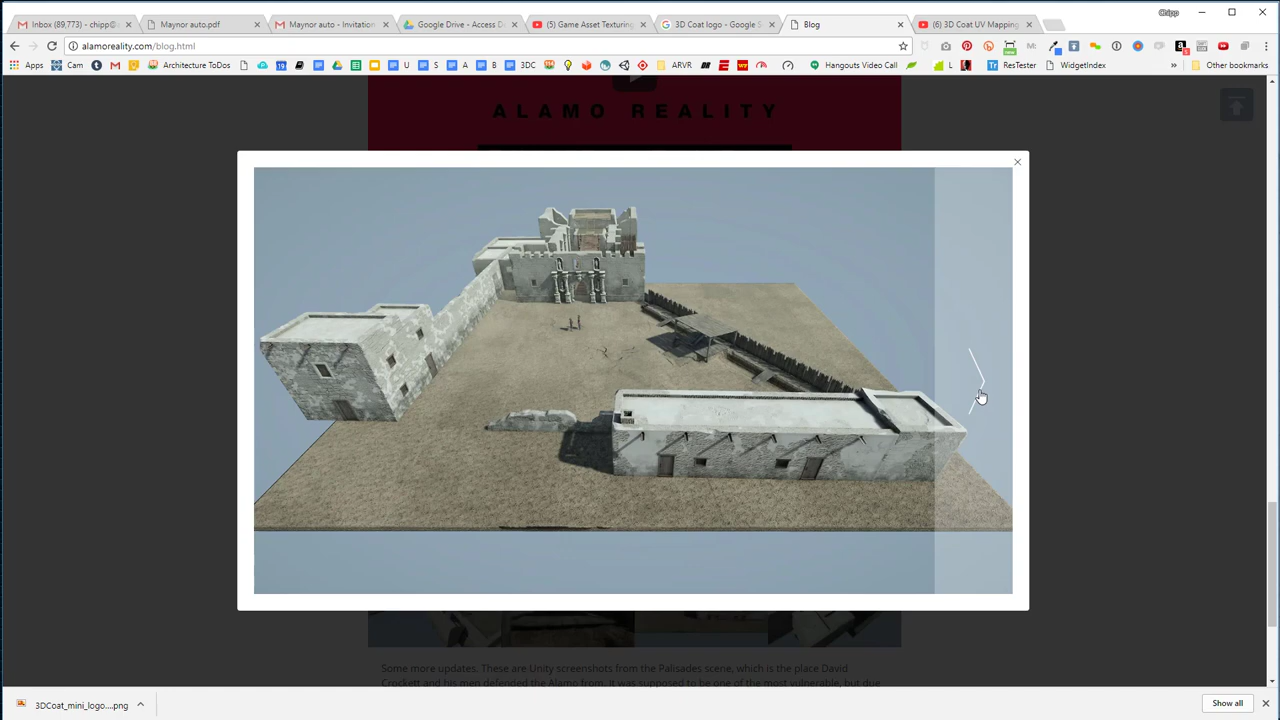 Chipp
Inbox (89,773) - chipp@
Maynor auto.pdf
Maynor auto - Invitation
Google Drive - Access D
(5) Game Asset Texturing
3D Coat logo - Google S
Blog
(6) 3D Coat UV Mapping
alamoreality.com/blog.html
Apps
Cam
Architecture ToDos
U
A
B
3DC
ARVR
Hangouts Video Call
L
ResTester
WidgetIndex
»
Other bookmarks
ALAMO REALITY
Some more updates. These are Unity screenshots from the Palisades scene, which is the place David
Crockett and his men defended the Alamo from. It was supposed to be one of the most vulnerable, but due
3DCoat_mini_logo....png
Show all